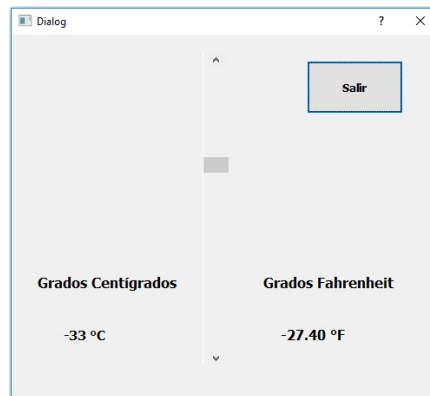 Dialog ?
Salir
Grados Centígrados Grados Fahrenheit
-33 ºC -27.40 ºF